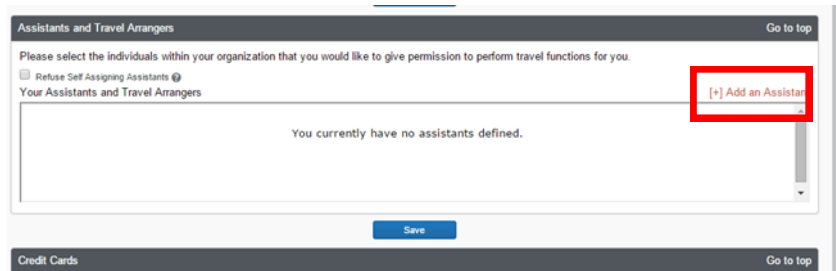 Assistants and Travel Arrangers Go to top
Please select the individuals within your organization that you would like to give permission to perform travel functions for you.
Refuse Self Assigning Assistants
Your Assistants and Travel Arrangers [+] Add an Assistant
You currently have no assistants defined.
Save
Credit Cards Go to top